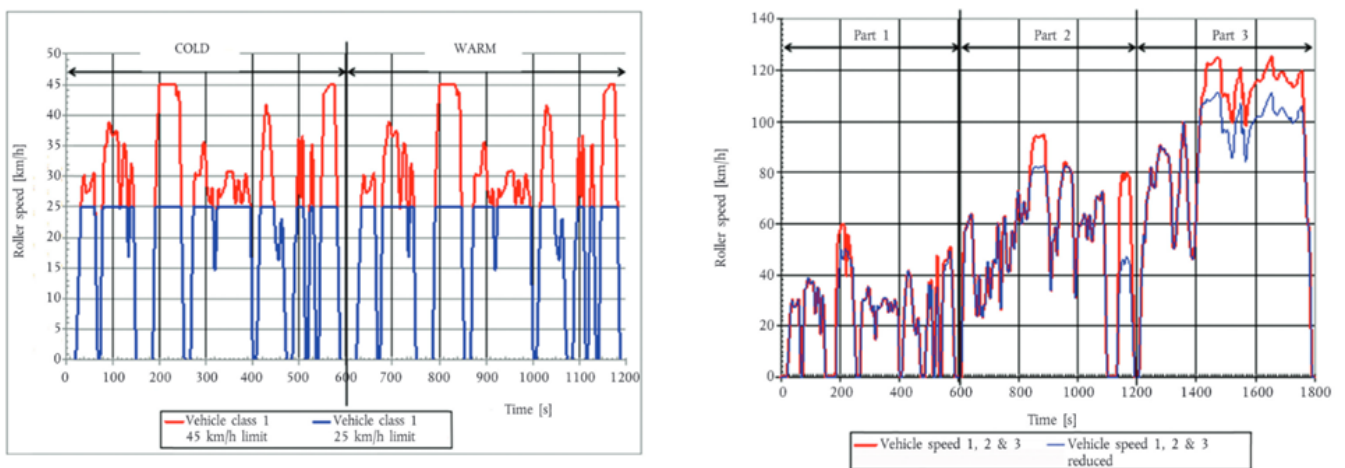 COLD WARM
50
45
40
35
30
25
20
15
10
5
0
Roller speed [km/h]
0 100 200 300 400 500 600 700 800 900 1000 1100 1200
Time [s]
Vehicle class 1
45 km/h limit
Vehicle class 1
25 km/h limit
140
120
100
80
60
40
20
0
Part 1 Part 2 Part 3
Roller speed [km/h]
0 200 400 600 800 1000 1200 1400 1600 1800
Time [s]
Vehicle speed 1, 2 & 3
Vehicle speed 1, 2 & 3
reduced